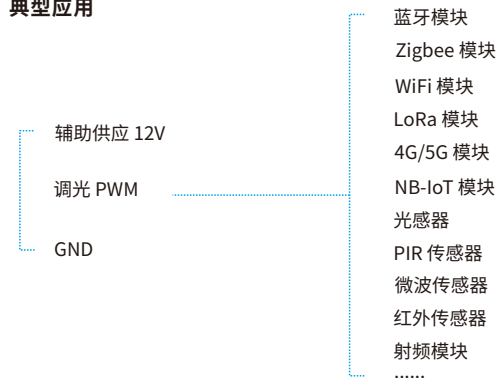 典型应用
辅助供应 12V
调光 PWM
GND
蓝牙模块
Zigbee 模块
WiFi 模块
LoRa 模块
4G/5G 模块
NB-IoT 模块
光感器
PIR 传感器
微波传感器
红外传感器
射频模块
······